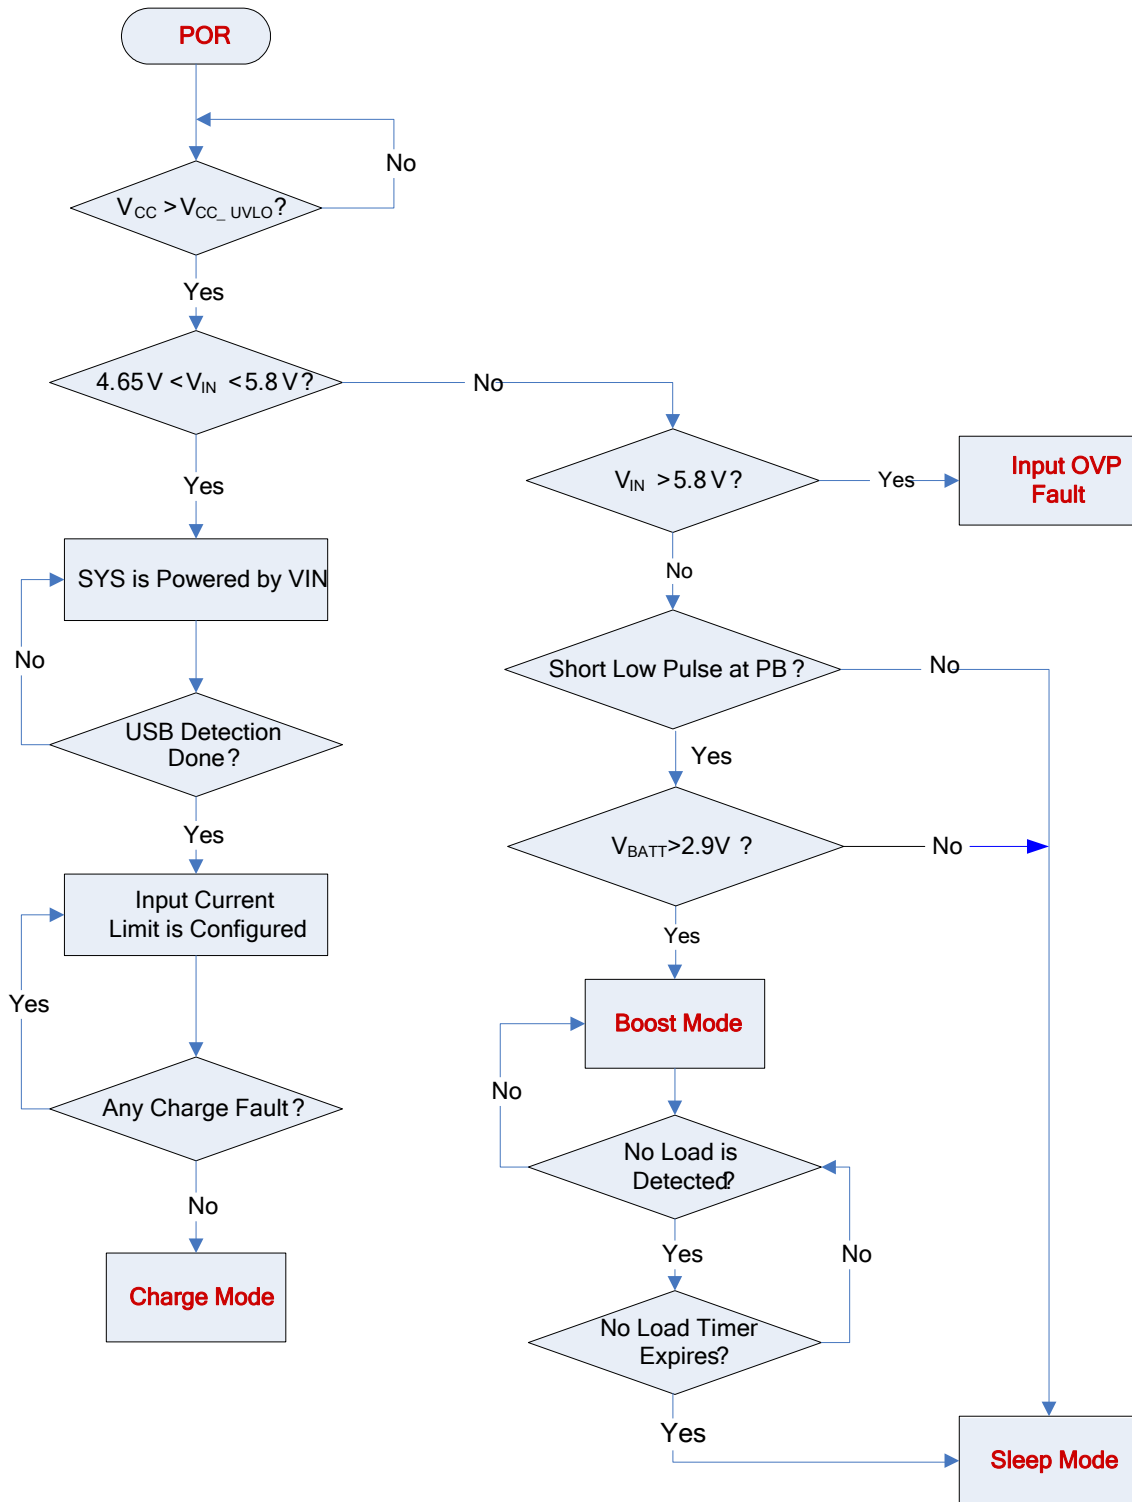 POR
No
VCC > VCC_UVLO?
Yes
4.65 V < VIN < 5.8 V?
No
Yes
VIN > 5.8 V?
Yes
Input OVP
Fault
SYS is Powered by VIN
No
No
Short Low Pulse at PB ?
No
USB Detection
Done ?
Yes
Yes
VBATT>2.9V ?
No
Input Current
Limit is Configured
Yes
Yes
Boost Mode
No
Any Charge Fault ?
No Load is
Detected?
No
Yes
No
Charge Mode
No Load Timer
Expires?
Yes
Sleep Mode